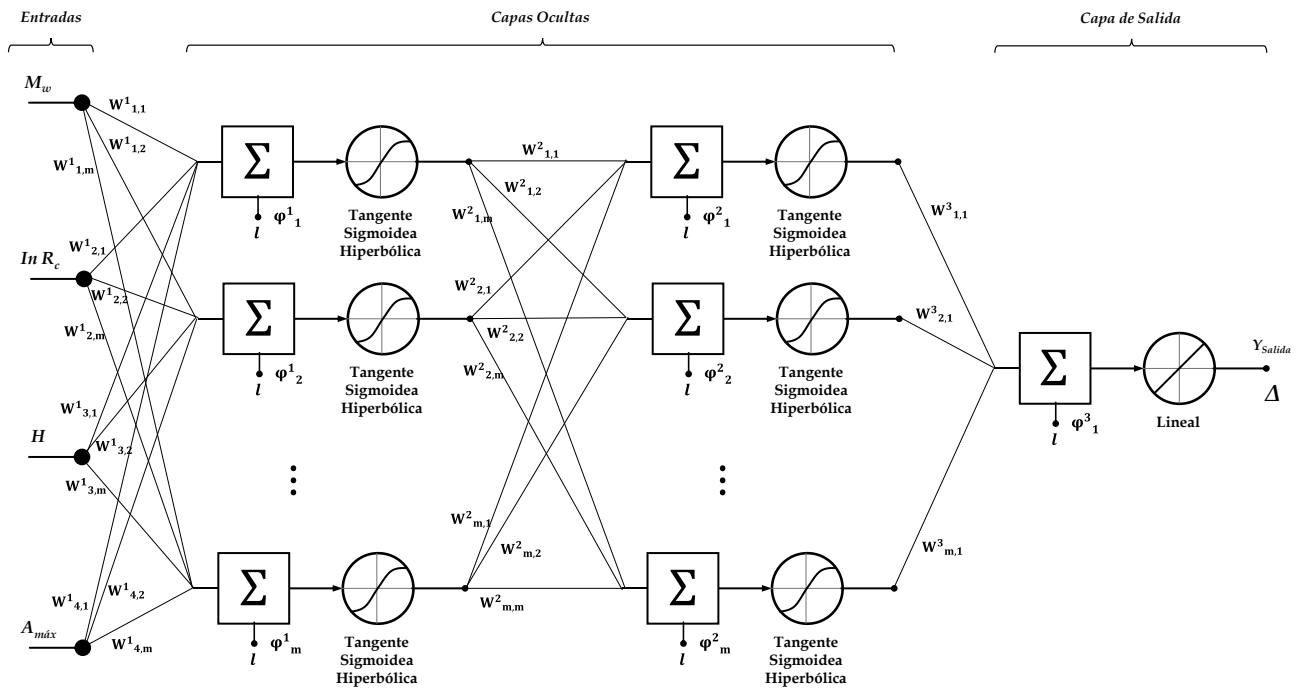 Entradas
Capas Ocultas
Capa de Salida
M_w
W^1_{1,1}
W^1_{1,2}
W^1_{1,m}
ln R_c
W^1_{2,1}
W^1_{2,2}
W^1_{2,m}
H
W^1_{3,1}
W^1_{3,2}
W^1_{3,m}
A_{máx}
W^1_{4,1}
W^1_{4,2}
W^1_{4,m}
Σ
l
φ^1_1
Tangente
Sigmoidea
Hiperbólica
Σ
l
φ^1_2
Tangente
Sigmoidea
Hiperbólica
Σ
l
φ^1_m
Tangente
Sigmoidea
Hiperbólica
W^2_{1,1}
W^2_{1,2}
W^2_{1,m}
W^2_{2,1}
W^2_{2,2}
W^2_{2,m}
W^2_{m,1}
W^2_{m,2}
W^2_{m,m}
Σ
l
φ^2_1
Tangente
Sigmoidea
Hiperbólica
Σ
l
φ^2_2
Tangente
Sigmoidea
Hiperbólica
Σ
l
φ^2_m
Tangente
Sigmoidea
Hiperbólica
W^3_{1,1}
W^3_{2,1}
W^3_{m,1}
Σ
l
φ^3_1
Lineal
Y_{Salida}
Δ